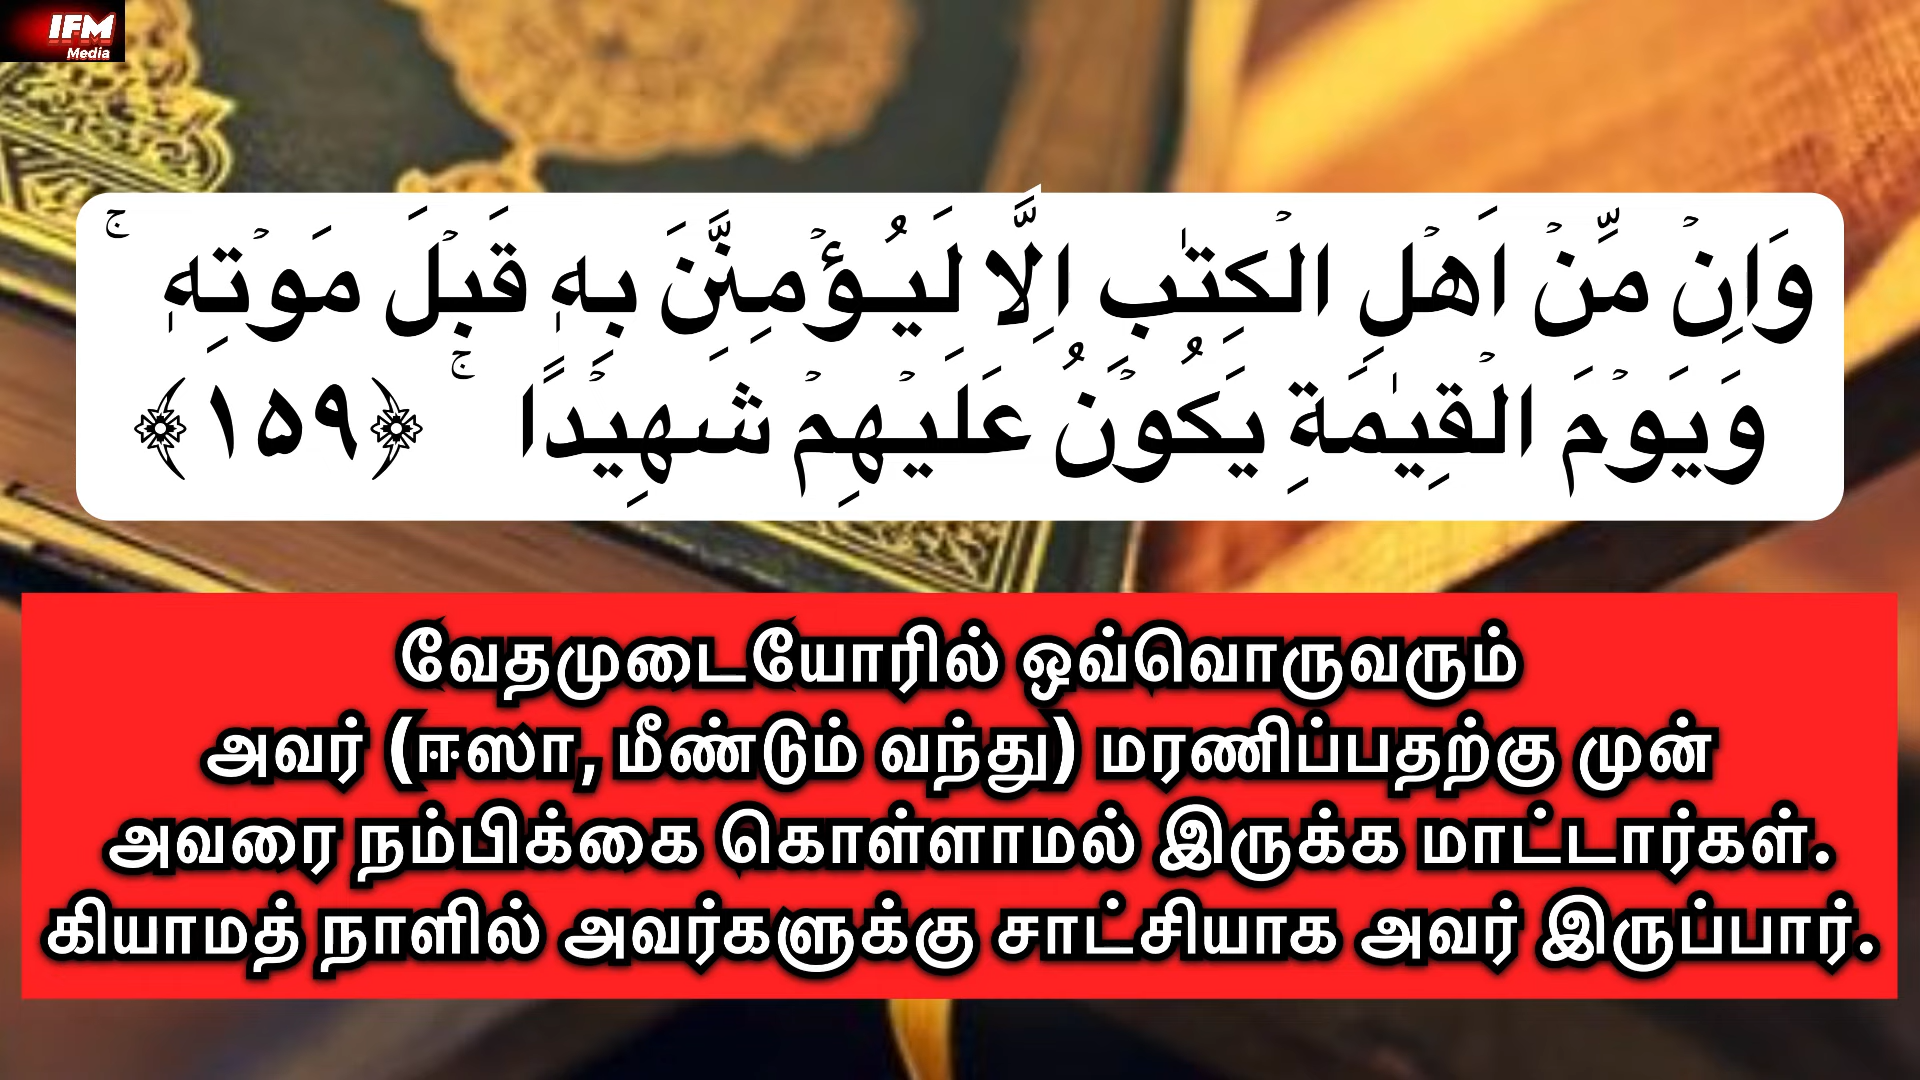 IFM
Media
وَاِنۡ مِّنۡ اَهۡلِ الۡكِتٰبِ اِلَّا لَيُـؤۡمِنَنَّ بِهٖ قَبۡلَ مَوۡتِهٖ ‌ۚ
وَيَوۡمَ الۡقِيٰمَةِ يَكُوۡنُ عَلَيۡهِمۡ شَهِيۡدًا ‌ۚ ﴿۱۵۹﴾
வேதமுடையோரில் ஒவ்வொருவரும்
அவர் (ஈஸா, மீண்டும் வந்து) மரணிப்பதற்கு முன்
அவரை நம்பிக்கை கொள்ளாமல் இருக்க மாட்டார்கள்.
கியாமத் நாளில் அவர்களுக்கு சாட்சியாக அவர் இருப்பார்.